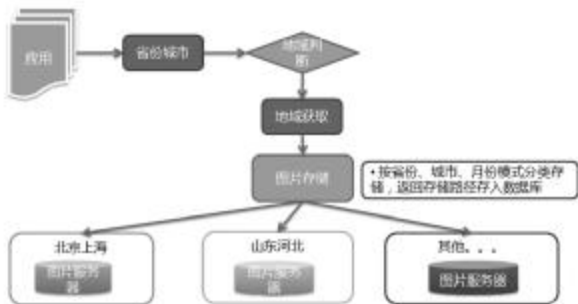 应用
省份城市
地域判
断
地域获取
图片存储
• 按省份、城市、月份模式分类存
储，返回存储路径存入数据库
北京上海
图片服务
器
山东河北
图片服务
器
其他。。。
图片服务器